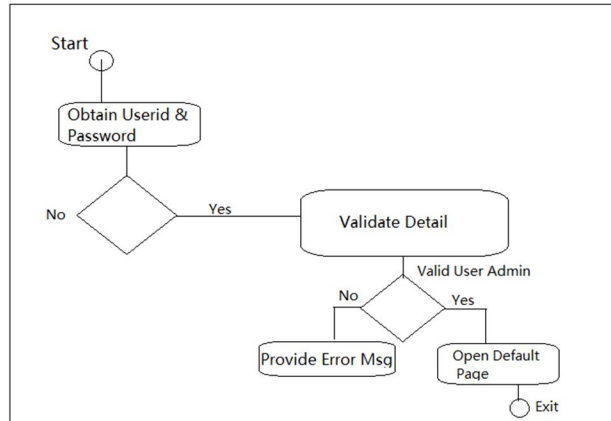 Start
Obtain Userid &
Password
No
Yes
Validate Detail
Valid User Admin
No
Yes
Provide Error Msg
Open Default
Page
Exit